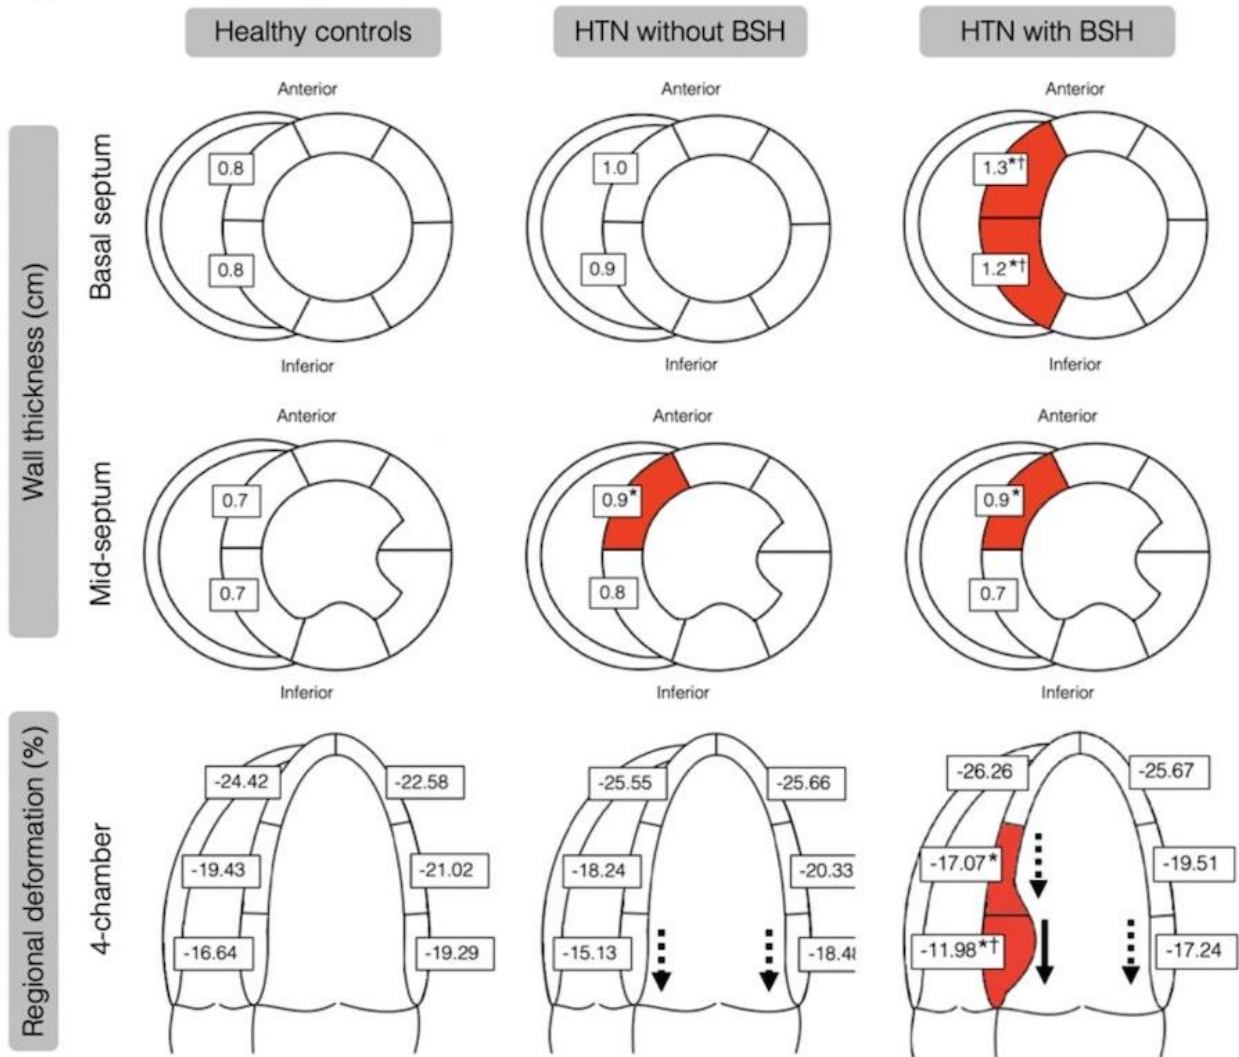 Healthy controls
HTN without BSH
HTN with BSH
Wall thickness (cm)
Basal septum
Anterior
Anterior
Anterior
0.8
1.0
1.3*†
0.8
0.9
1.2*†
Inferior
Inferior
Inferior
Mid-septum
Anterior
Anterior
Anterior
0.7
0.9*
0.9*
0.7
0.8
0.7
Inferior
Inferior
Inferior
Regional deformation (%)
4-chamber
-24.42
-22.58
-25.55
-25.66
-26.26
-25.67
-19.43
-21.02
-18.24
-20.33
-17.07*
-19.51
-16.64
-19.29
-15.13
-18.48
-11.98*†
-17.24